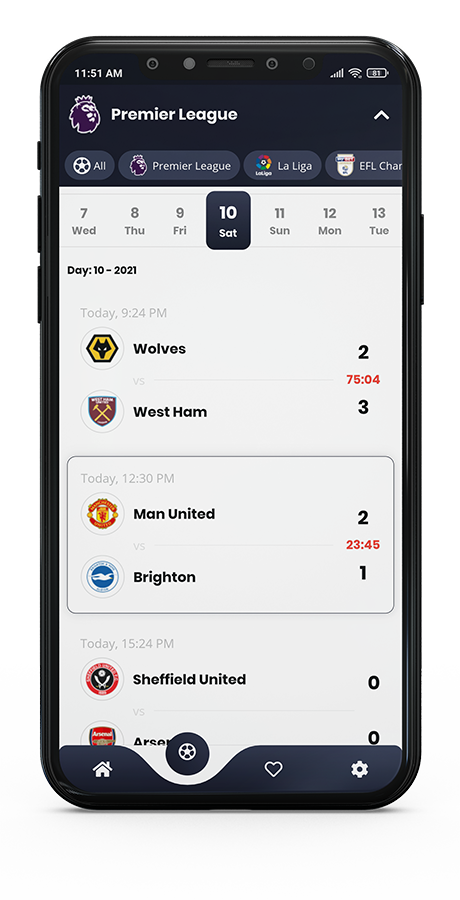 11:51 AM 81
Premier League
All Premier League La Liga EFL Char
7 8 9 10 11 12 13
Wed Thu Fri Sat Sun Mon Tue
Day: 10 - 2021
Today, 9:24 PM
Wolves 2
vs 75:04
West Ham 3
Today, 12:30 PM
Man United 2
vs 23:45
Brighton 1
Today, 15:24 PM
Sheffield United 0
vs
Arsen 0